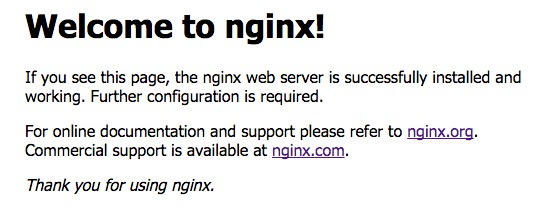 Welcome to nginx!
If you see this page, the nginx web server is successfully installed and
working. Further configuration is required.
For online documentation and support please refer to nginx.org.
Commercial support is available at nginx.com.
Thank you for using nginx.